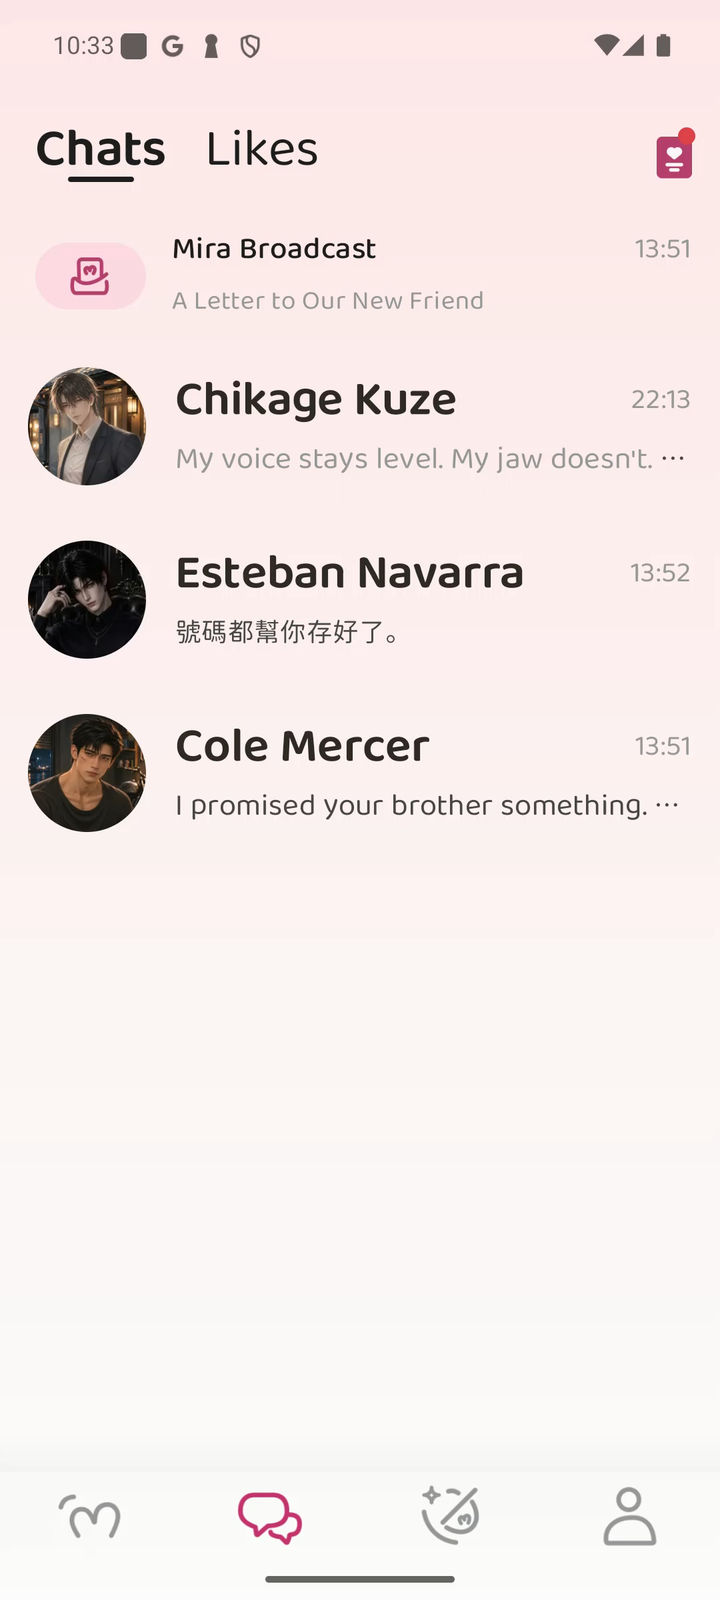 10:33
Chats Likes
Mira Broadcast 13:51
A Letter to Our New Friend
Chikage Kuze 22:13
My voice stays level. My jaw doesn't. ···
Esteban Navarra 13:52
號碼都幫你存好了。
Cole Mercer 13:51
I promised your brother something. ···